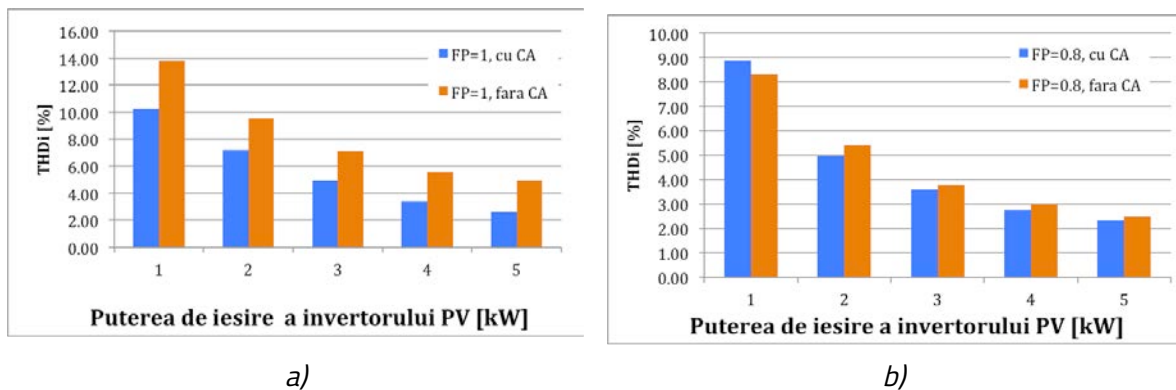 16.00
14.00
12.00
10.00
8.00
6.00
4.00
2.00
0.00
THDi [%]
FP=1, cu CA
FP=1, fara CA
1 2 3 4 5
Puterea de iesire a invertorului PV [kW]
a)
10.00
9.00
8.00
7.00
6.00
5.00
4.00
3.00
2.00
1.00
0.00
THDi [%]
FP=0.8, cu CA
FP=0.8, fara CA
1 2 3 4 5
Puterea de iesire a invertorului PV [kW]
b)